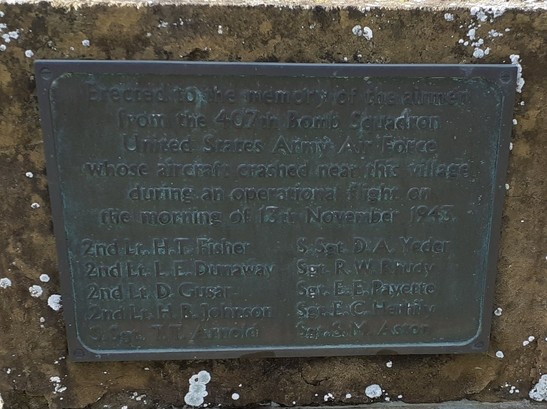 Erected to the memory of the airmen
from the 407th Bomb Squadron
United States Army Air Force
whose aircraft crashed near this village
during an operational flight on
the morning of 13th November 1943.
2nd Lt. H. T. Fisher
2nd Lt. L. E. Dunaway
2nd Lt. D. Gusar
2nd Lt. H. B. Johnson
S. Sgt. T. T. Arnold
S. Sgt. D. A. Yeder
Sgt. R. W. Rhudy
Sgt. E. E. Payette
Sgt. E. C.
Sgt. S. M. Aston